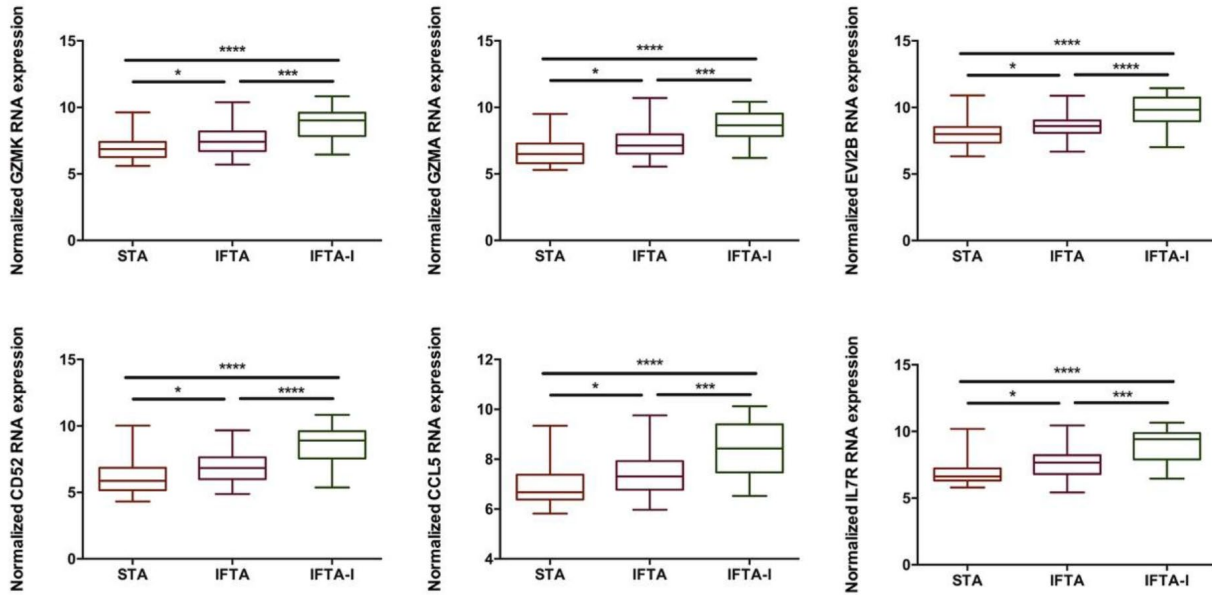 Normalized GZMK RNA expression
15
10
5
0
****
*
***
STA
IFTA
IFTA-I
Normalized GZMA RNA expression
15
10
5
0
****
*
***
STA
IFTA
IFTA-I
Normalized EVI2B RNA expression
15
10
5
0
****
*
****
STA
IFTA
IFTA-I
Normalized CD52 RNA expression
15
10
5
0
****
*
****
STA
IFTA
IFTA-I
Normalized CCL5 RNA expression
12
10
8
6
4
****
*
***
STA
IFTA
IFTA-I
Normalized IL7R RNA expression
15
10
5
0
****
*
***
STA
IFTA
IFTA-I